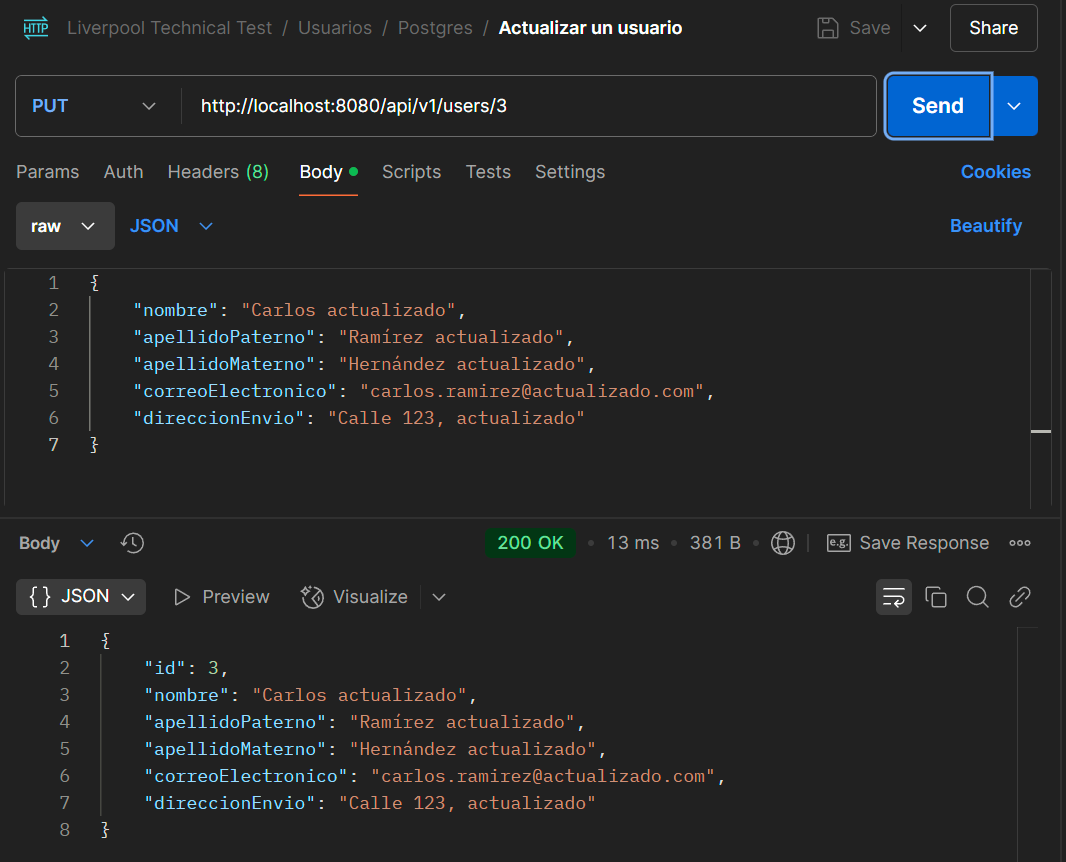 HTTP Liverpool Technical Test / Usuarios / Postgres / Actualizar un usuario Save Share
PUT http://localhost:8080/api/v1/users/3 Send
Params Auth Headers (8) Body Scripts Tests Settings Cookies
raw JSON Beautify
1 {
2 "nombre": "Carlos actualizado",
3 "apellidoPaterno": "Ramírez actualizado",
4 "apellidoMaterno": "Hernández actualizado",
5 "correoElectronico": "carlos.ramirez@actualizado.com",
6 "direccionEnvio": "Calle 123, actualizado"
7 }
Body 200 OK • 13 ms • 381 B • e.g. Save Response
{} JSON Preview Visualize
1 {
2 "id": 3,
3 "nombre": "Carlos actualizado",
4 "apellidoPaterno": "Ramírez actualizado",
5 "apellidoMaterno": "Hernández actualizado",
6 "correoElectronico": "carlos.ramirez@actualizado.com",
7 "direccionEnvio": "Calle 123, actualizado"
8 }